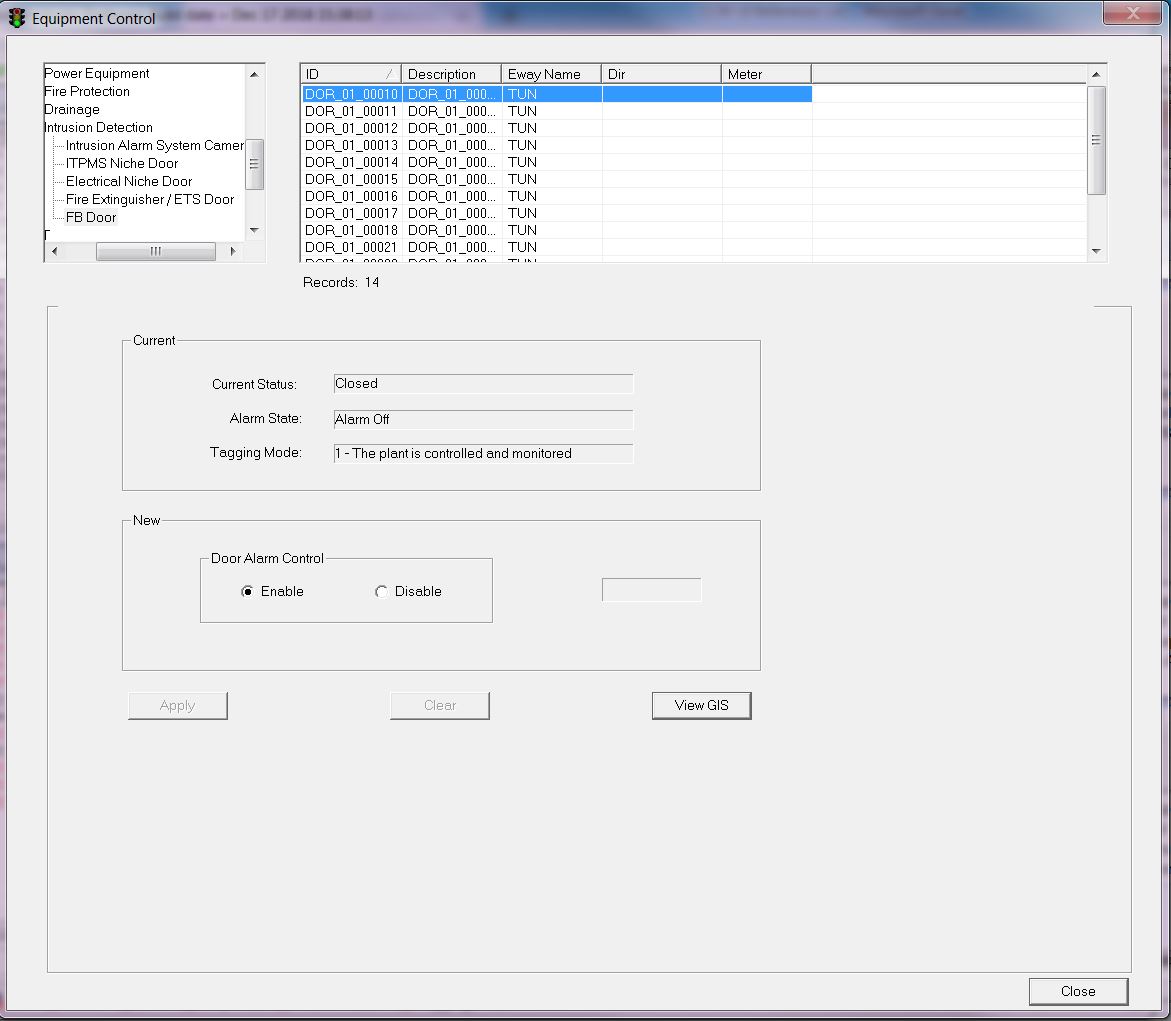 Equipment Control
Power Equipment
Fire Protection
Drainage
Intrusion Detection
Intrusion Alarm System Camer
ITPMS Niche Door
Electrical Niche Door
Fire Extinguisher / ETS Door
FB Door
ID Description Eway Name Dir Meter
DOR_01_00010 DOR_01_000... TUN
DOR_01_00011 DOR_01_000... TUN
DOR_01_00012 DOR_01_000... TUN
DOR_01_00013 DOR_01_000... TUN
DOR_01_00014 DOR_01_000... TUN
DOR_01_00015 DOR_01_000... TUN
DOR_01_00016 DOR_01_000... TUN
DOR_01_00017 DOR_01_000... TUN
DOR_01_00018 DOR_01_000... TUN
DOR_01_00021 DOR_01_000... TUN
Records: 14
Current
Current Status: Closed
Alarm State: Alarm Off
Tagging Mode: 1 - The plant is controlled and monitored
New
Door Alarm Control
Enable Disable
Apply Clear View GIS
Close